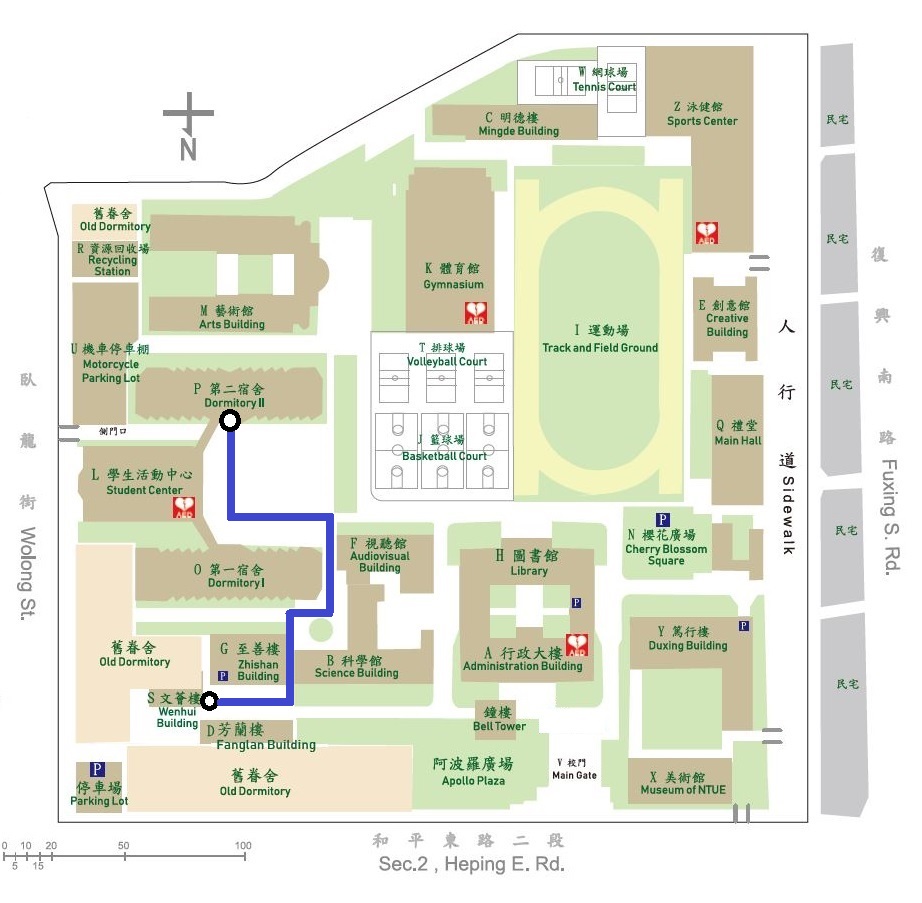 W 網球場
Tennis Court
C 明德樓
Mingde Building
Z 泳健館
Sports Center
民宅
N
舊眷舍
Old Dormitory
R 資源回收場
Recycling
Station
AED
民宅
復興南路
Fuxing S. Rd.
K 體育館
Gymnasium
AED
M 藝術館
Arts Building
E 創意館
Creative
Building
人行道 Sidewalk
I 運動場
Track and Field Ground
U 機車停車棚
Motorcycle
Parking Lot
T 排球場
Volleyball Court
P 第二宿舍
Dormitory II
民宅
臥龍街
Wolong St.
側門口
Q 禮堂
Main Hall
J 籃球場
Basketball Court
L 學生活動中心
Student Center
AED
P
N 櫻花廣場
Cherry Blossom
Square
民宅
F 視聽館
Audiovisual
Building
H 圖書館
Library
O 第一宿舍
Dormitory I
P
P
Y 篤行樓
Duxing Building
舊眷舍
Old Dormitory
G 至善樓
Zhishan
Building
P
B 科學館
Science Building
A 行政大樓
Administration Building
AED
民宅
S 文薈樓
Wenhui
Building
D 芳蘭樓
Fanglan Building
鐘樓
Bell Tower
P
停車場
Parking Lot
舊眷舍
Old Dormitory
阿波羅廣場
Apollo Plaza
V 校門
Main Gate
X 美術館
Museum of NTUE
和平東路二段
Sec.2 , Heping E. Rd.
0 10 20 50 100
5 15